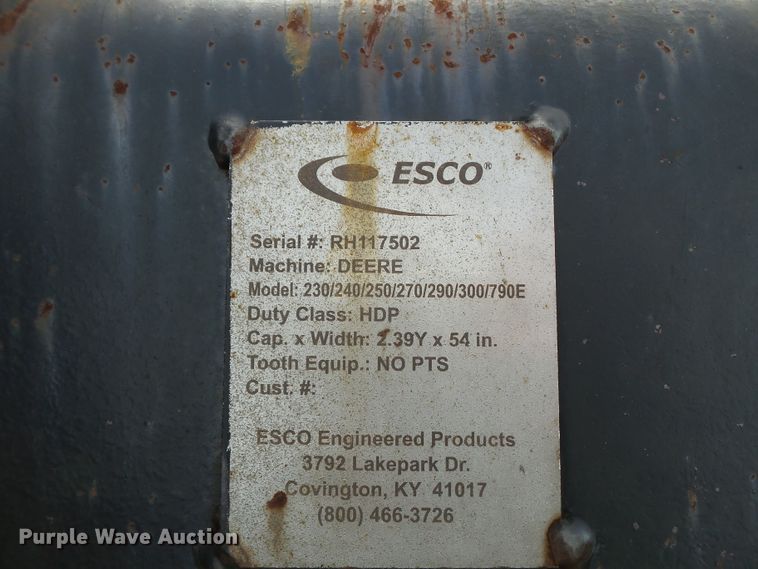 ESCO®
Serial #: RH117502
Machine: DEERE
Model: 230/240/250/270/290/300/790E
Duty Class: HDP
Cap. x Width: 2.39Y x 54 in.
Tooth Equip.: NO PTS
Cust. #:
ESCO Engineered Products
3792 Lakepark Dr.
Covington, KY 41017
(800) 466-3726
Purple Wave Auction®